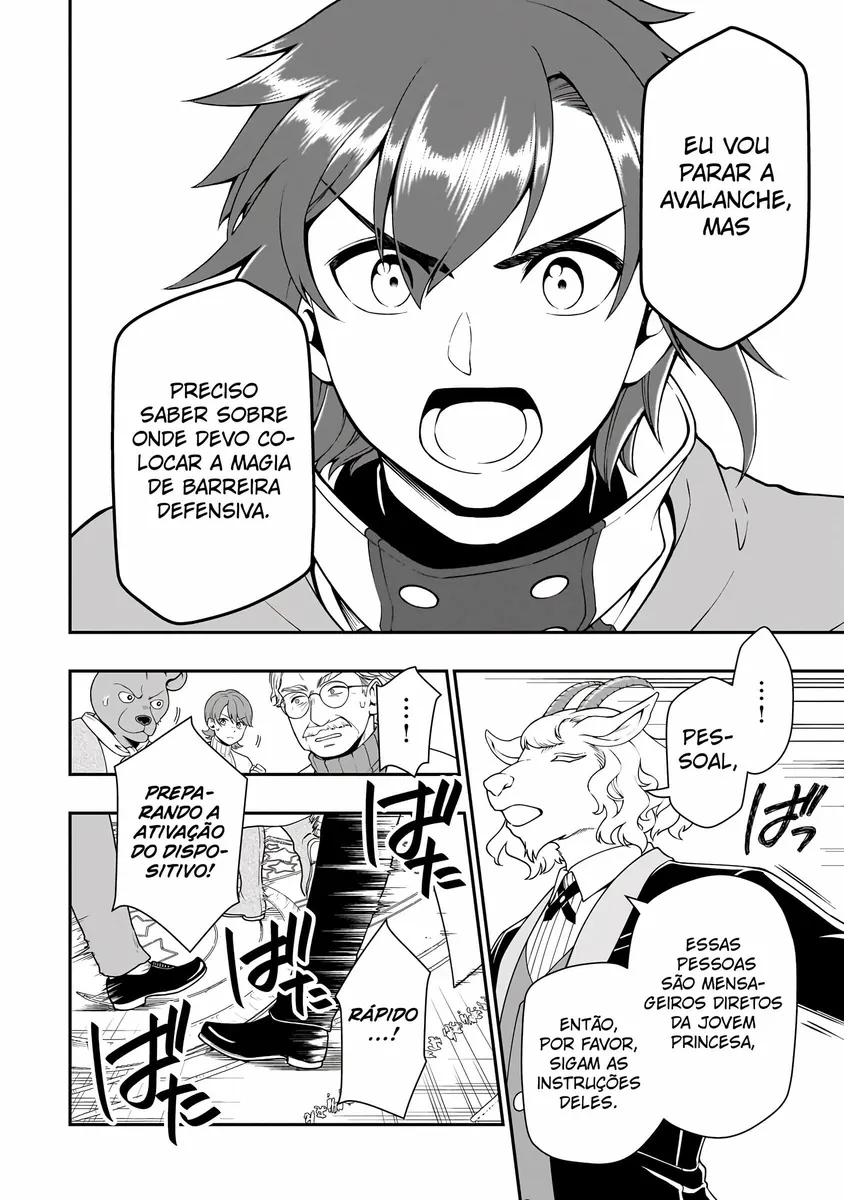 EU VOU
PARAR A
AVALANCHE,
MAS
PRECISO
SABER SOBRE
ONDE DEVO CO-
LOCAR A MAGIA
DE BARREIRA
DEFENSIVA.
...!
PES-
SOAL,
ばっ
ESSAS
PESSOAS
SÃO MENSA-
GEIROS DIRETOS
DA JOVEM
PRINCESA,
ENTÃO,
POR FAVOR,
SIGAM AS
INSTRUÇÕES
DELES.
...!
PREPA-
RANDO A
ATIVAÇÃO
DO DISPO-
SITIVO!
ばた
ばた
ばた
RÁPIDO
...!